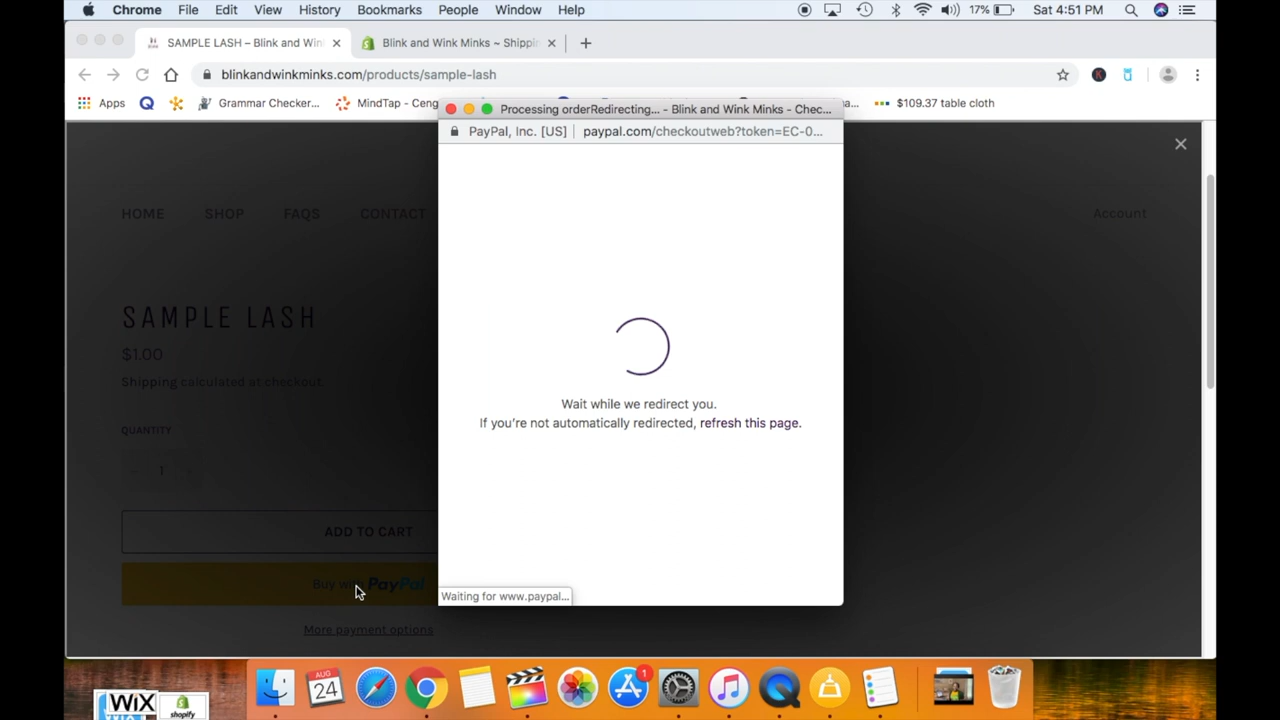 Chrome File Edit View History Bookmarks People Window Help 17% Sat 4:51 PM
SAMPLE LASH – Blink and Win
Blink and Wink Minks ~ Shippin
blinkandwinkminks.com/products/sample-lash
Apps Grammar Checker... MindTap - Ceng $109.37 table cloth
Processing orderRedirecting... - Blink and Wink Minks - Chec...
PayPal, Inc. [US] paypal.com/checkoutweb?token=EC-0...
HOME SHOP FAQS CONTACT Account
SAMPLE LASH
$1.00
Shipping calculated at checkout.
QUANTITY
- 1 +
Wait while we redirect you.
If you're not automatically redirected, refresh this page.
ADD TO CART
Buy with PayPal
Waiting for www.paypal...
More payment options
AUG
24
1
WiX
shopify